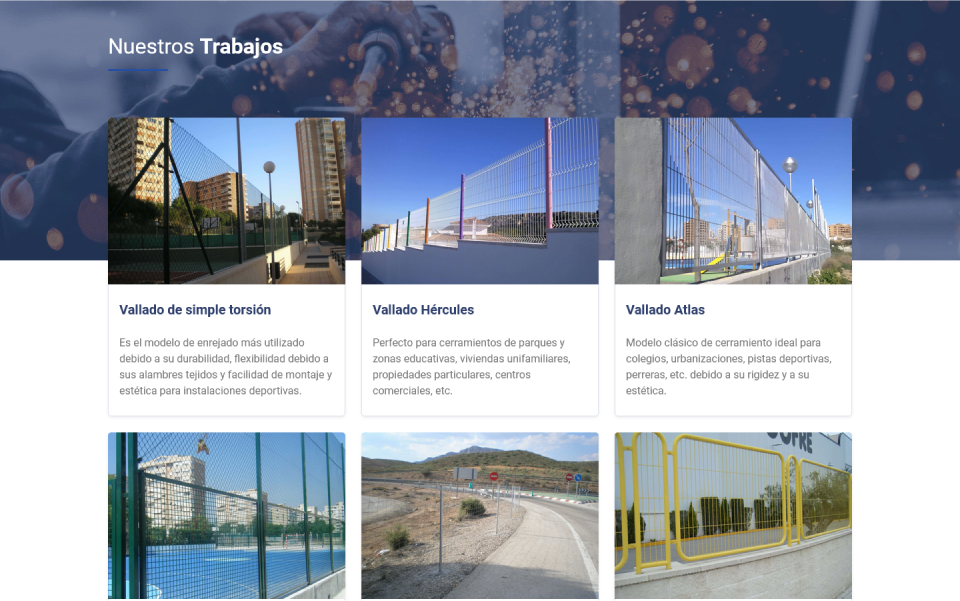 Nuestros Trabajos
Vallado de simple torsión
Es el modelo de enrejado más utilizado
debido a su durabilidad, flexibilidad debido a
sus alambres tejidos y facilidad de montaje y
estética para instalaciones deportivas.
Vallado Hércules
Perfecto para cerramientos de parques y
zonas educativas, viviendas unifamiliares,
propiedades particulares, centros
comerciales, etc.
Vallado Atlas
Modelo clásico de cerramiento ideal para
colegios, urbanizaciones, pistas deportivas,
perreras, etc. debido a su rigidez y a su
estética.